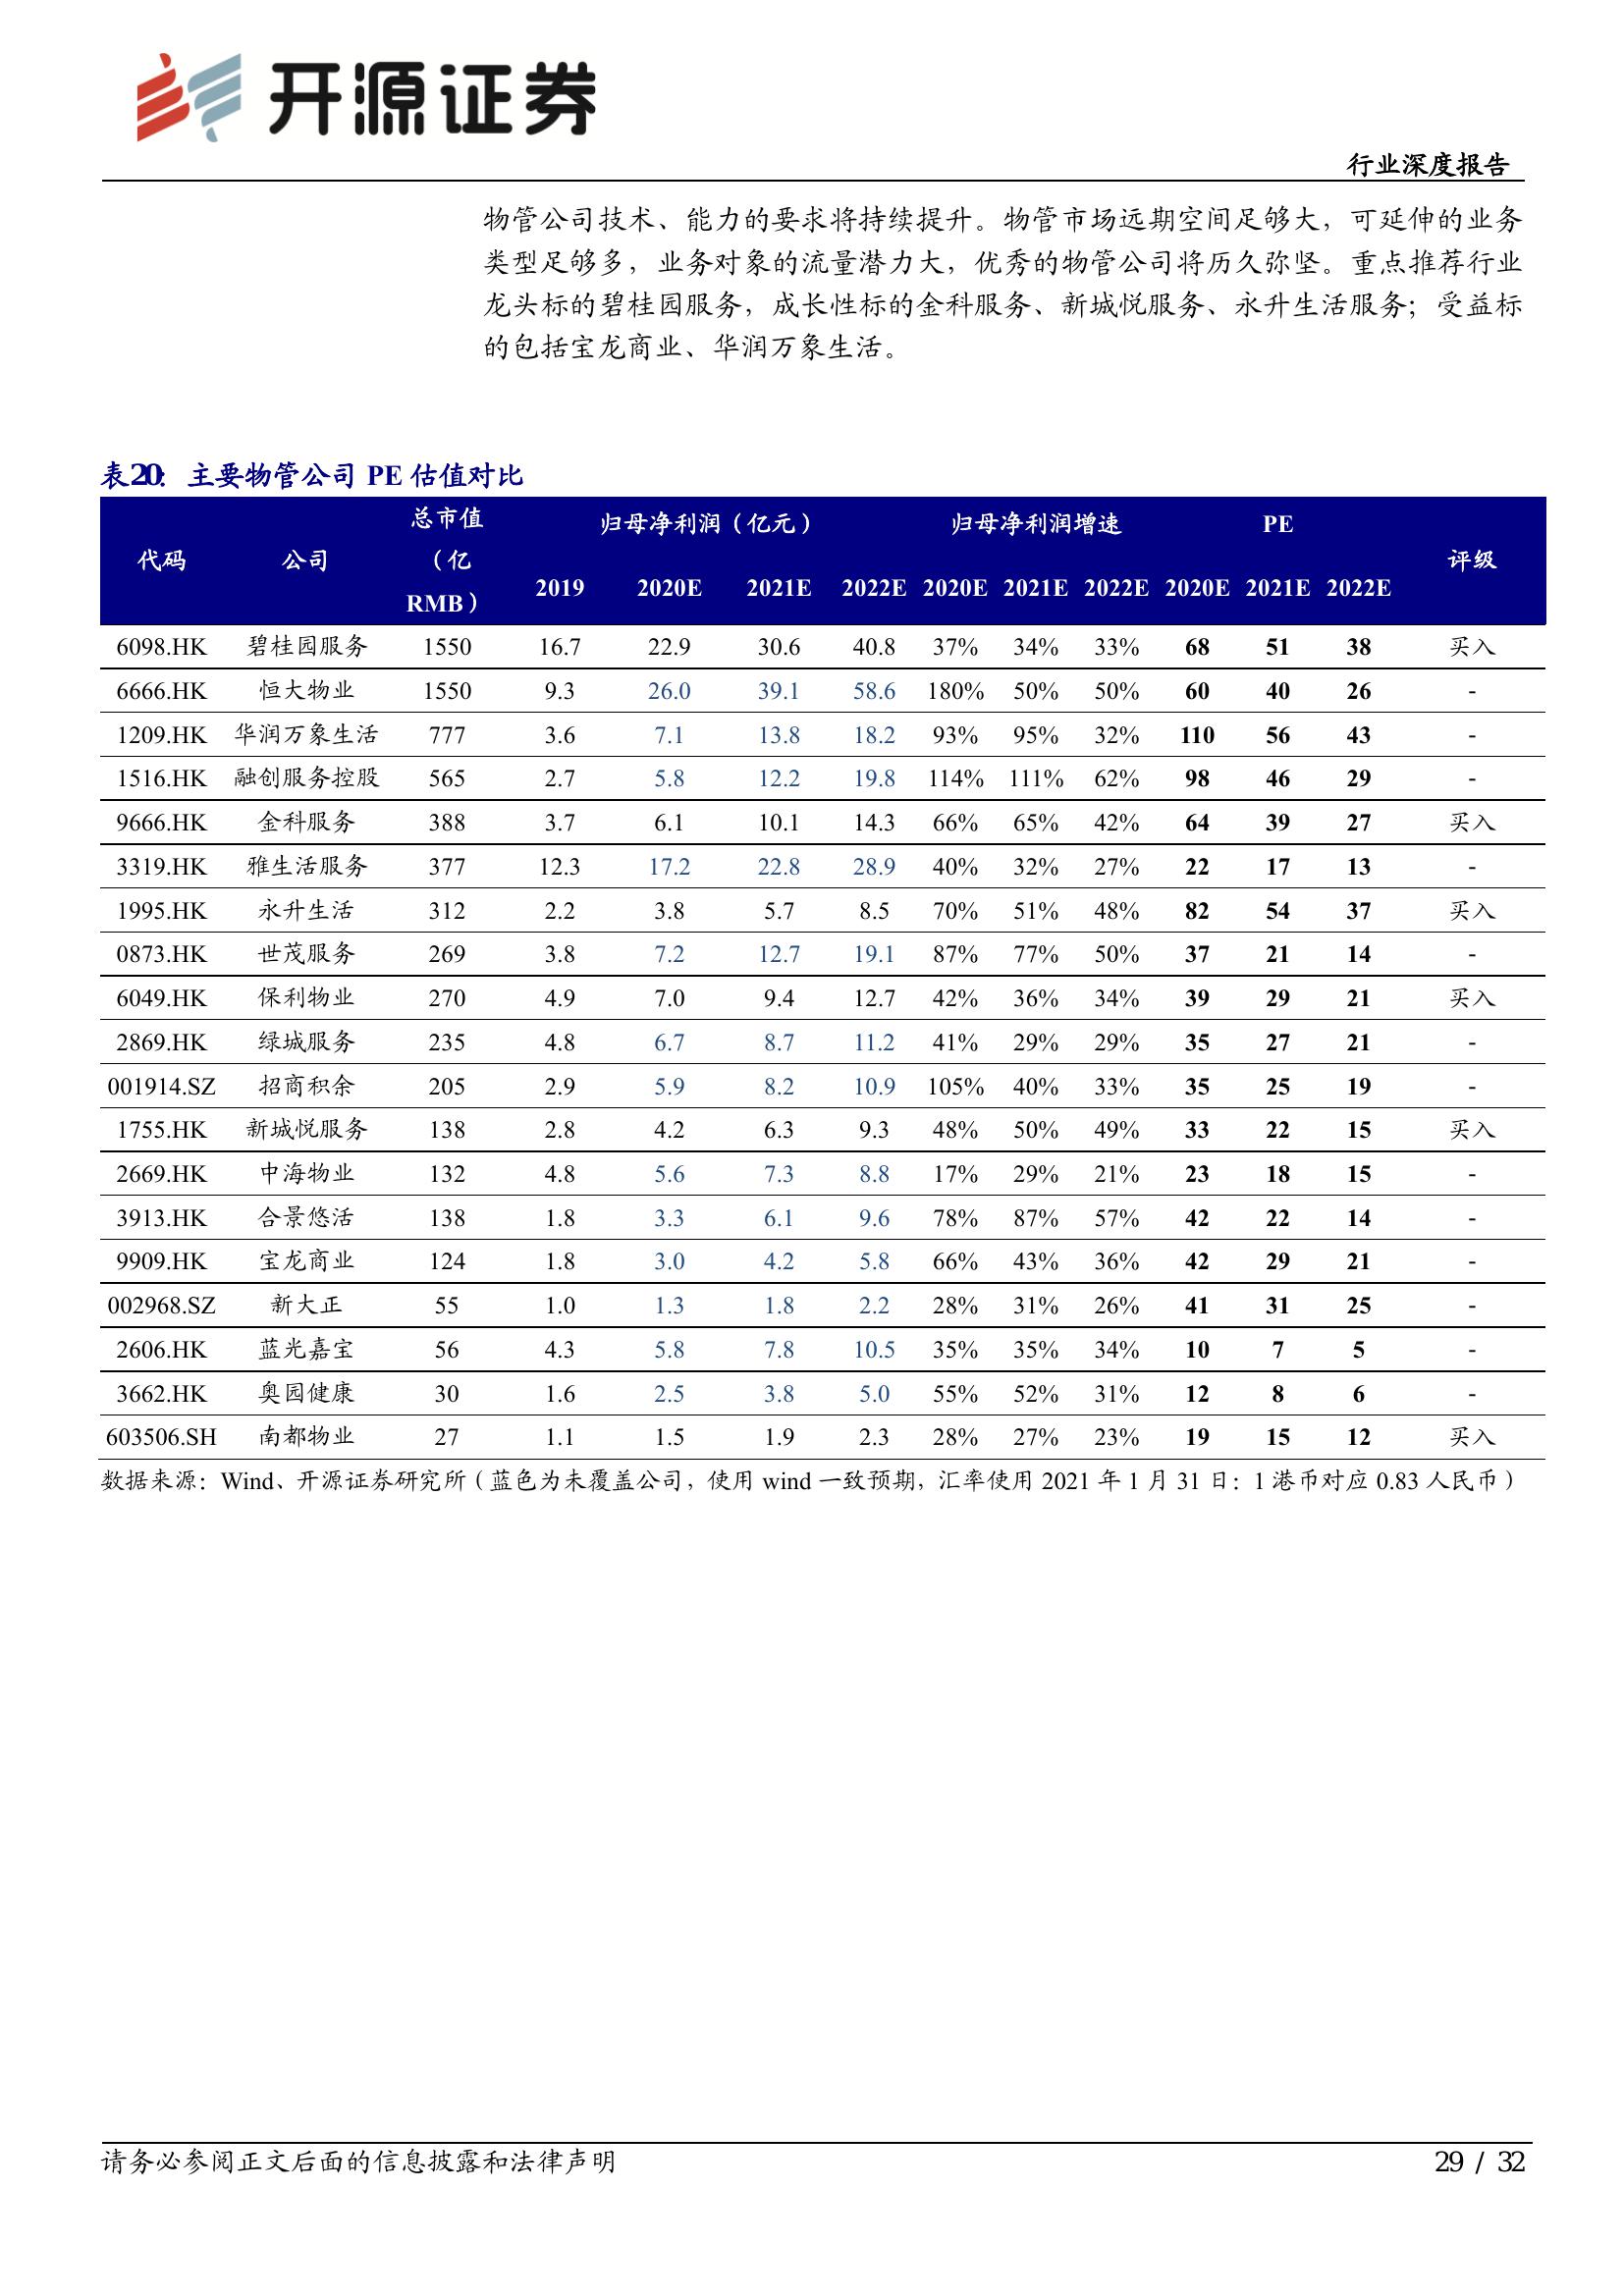 开源证券
行业深度报告
物管公司技术、能力的要求将持续提升。物管市场远期空间足够大，可延伸的业务
类型足够多，业务对象的流量潜力大，优秀的物管公司将历久弥坚。重点推荐行业
龙头标的碧桂园服务，成长性标的金科服务、新城悦服务、永升生活服务；受益标
的包括宝龙商业、华润万象生活。
表20： 主要物管公司 PE 估值对比
代码 公司 总市值（亿RMB） 归母净利润（亿元） 归母净利润增速 PE 评级
2019 2020E 2021E 2022E 2020E 2021E 2022E 2020E 2021E 2022E
6098.HK 碧桂园服务 1550 16.7 22.9 30.6 40.8 37% 34% 33% 68 51 38 买入
6666.HK 恒大物业 1550 9.3 26.0 39.1 58.6 180% 50% 50% 60 40 26 -
1209.HK 华润万象生活 777 3.6 7.1 13.8 18.2 93% 95% 32% 110 56 43 -
1516.HK 融创服务控股 565 2.7 5.8 12.2 19.8 114% 111% 62% 98 46 29 -
9666.HK 金科服务 388 3.7 6.1 10.1 14.3 66% 65% 42% 64 39 27 买入
3319.HK 雅生活服务 377 12.3 17.2 22.8 28.9 40% 32% 27% 22 17 13 -
1995.HK 永升生活 312 2.2 3.8 5.7 8.5 70% 51% 48% 82 54 37 买入
0873.HK 世茂服务 269 3.8 7.2 12.7 19.1 87% 77% 50% 37 21 14 -
6049.HK 保利物业 270 4.9 7.0 9.4 12.7 42% 36% 34% 39 29 21 买入
2869.HK 绿城服务 235 4.8 6.7 8.7 11.2 41% 29% 29% 35 27 21 -
001914.SZ 招商积余 205 2.9 5.9 8.2 10.9 105% 40% 33% 35 25 19 -
1755.HK 新城悦服务 138 2.8 4.2 6.3 9.3 48% 50% 49% 33 22 15 买入
2669.HK 中海物业 132 4.8 5.6 7.3 8.8 17% 29% 21% 23 18 15 -
3913.HK 合景悠活 138 1.8 3.3 6.1 9.6 78% 87% 57% 42 22 14 -
9909.HK 宝龙商业 124 1.8 3.0 4.2 5.8 66% 43% 36% 42 29 21 -
002968.SZ 新大正 55 1.0 1.3 1.8 2.2 28% 31% 26% 41 31 25 -
2606.HK 蓝光嘉宝 56 4.3 5.8 7.8 10.5 35% 35% 34% 10 7 5 -
3662.HK 奥园健康 30 1.6 2.5 3.8 5.0 55% 52% 31% 12 8 6 -
603506.SH 南都物业 27 1.1 1.5 1.9 2.3 28% 27% 23% 19 15 12 买入
数据来源：Wind、开源证券研究所（蓝色为未覆盖公司，使用 wind 一致预期，汇率使用 2021 年 1 月 31 日：1 港币对应 0.83 人民币）
请务必参阅正文后面的信息披露和法律声明
29 / 32